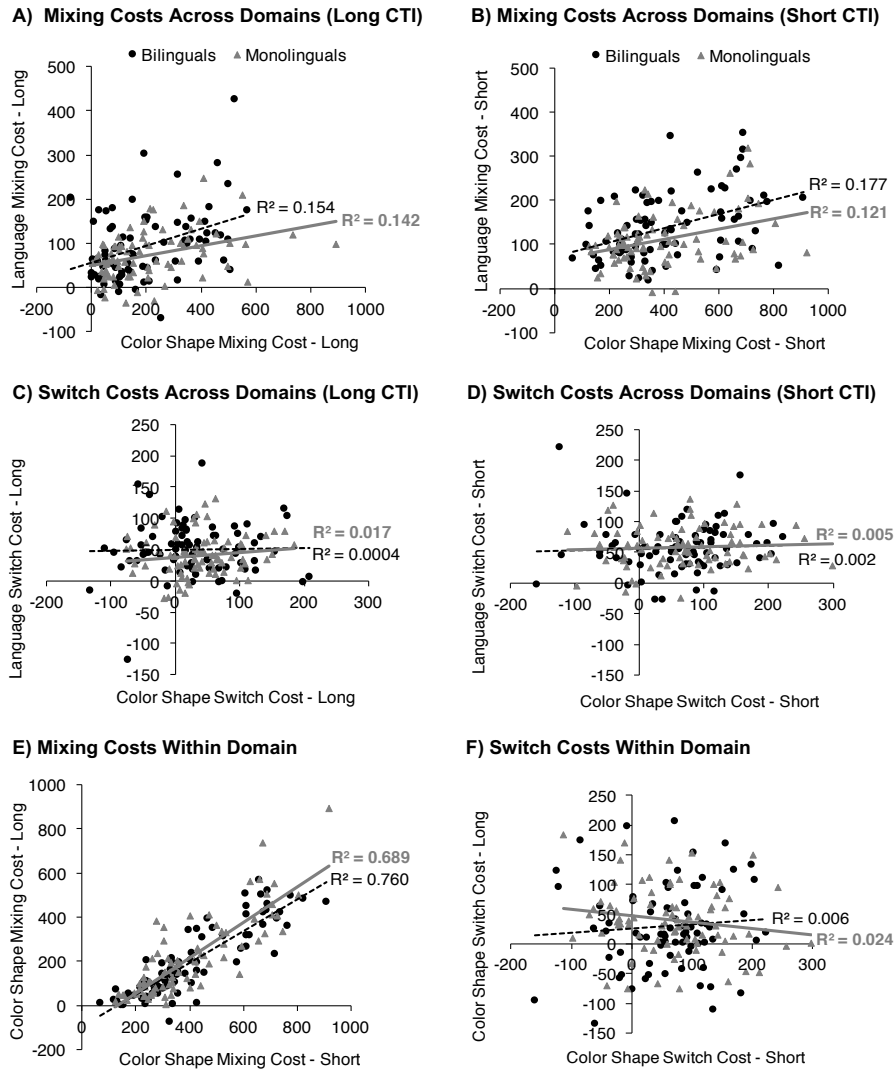 A) Mixing Costs Across Domains (Long CTI)
Bilinguals Monolinguals
Language Mixing Cost - Long
500
400
300
200
100
0
-100
-200 0 200 400 600 800 1000
R² = 0.154
R² = 0.142
Color Shape Mixing Cost - Long
B) Mixing Costs Across Domains (Short CTI)
Bilinguals Monolinguals
Language Mixing Cost - Short
500
400
300
200
100
0
-100
-200 0 200 400 600 800 1000
R² = 0.177
R² = 0.121
Color Shape Mixing Cost - Short
C) Switch Costs Across Domains (Long CTI)
Language Switch Cost - Long
250
200
150
100
50
0
-50
-100
-150
-200 -100 0 100 200 300
R² = 0.017
R² = 0.0004
Color Shape Switch Cost - Long
D) Switch Costs Across Domains (Short CTI)
Language Switch Cost - Short
250
200
150
100
50
0
-50
-100
-150
-200 -100 0 100 200 300
R² = 0.005
R² = 0.002
Color Shape Switch Cost - Short
E) Mixing Costs Within Domain
Color Shape Mixing Cost - Long
1000
800
600
400
200
0
-200
0 200 400 600 800 1000
R² = 0.689
R² = 0.760
Color Shape Mixing Cost - Short
F) Switch Costs Within Domain
Color Shape Switch Cost - Long
250
200
150
100
50
0
-50
-100
-150
-200 -100 0 100 200 300
R² = 0.006
R² = 0.024
Color Shape Switch Cost - Short